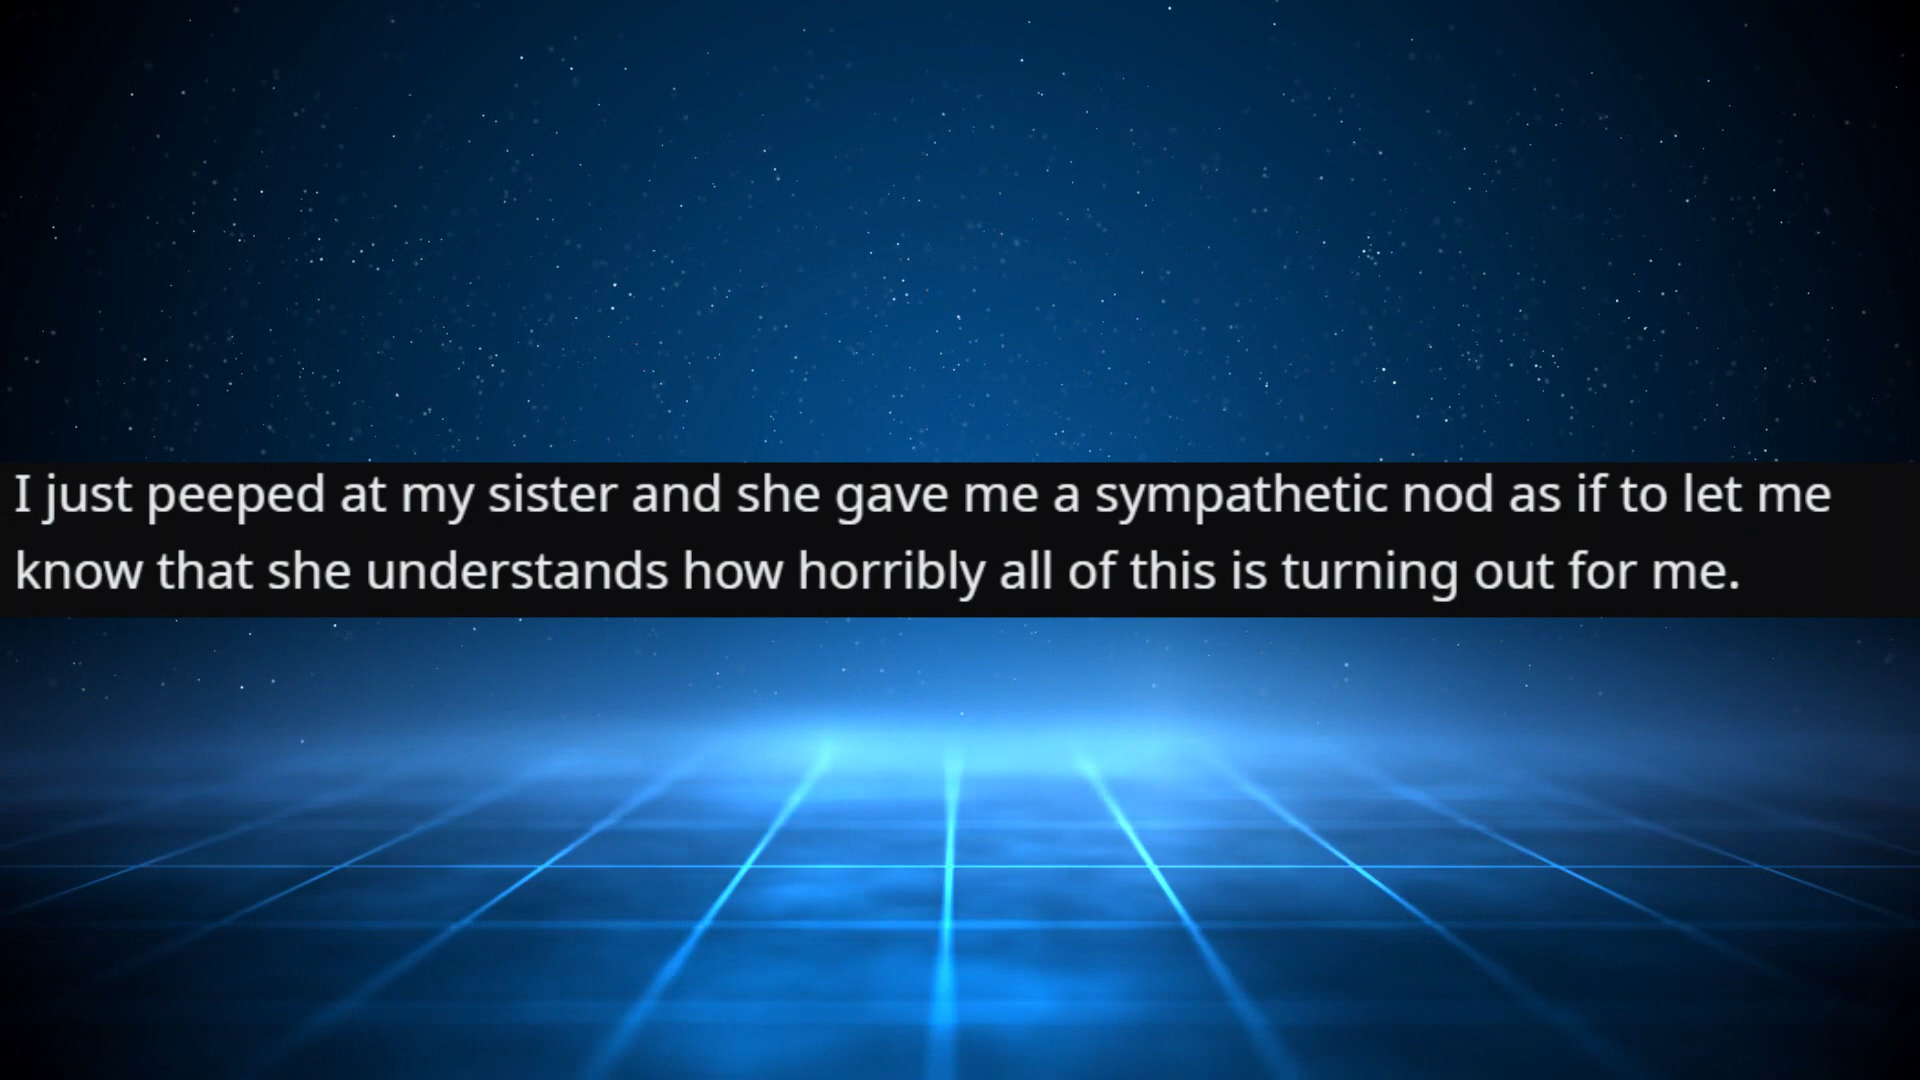 I just peeped at my sister and she gave me a sympathetic nod as if to let me
know that she understands how horribly all of this is turning out for me.